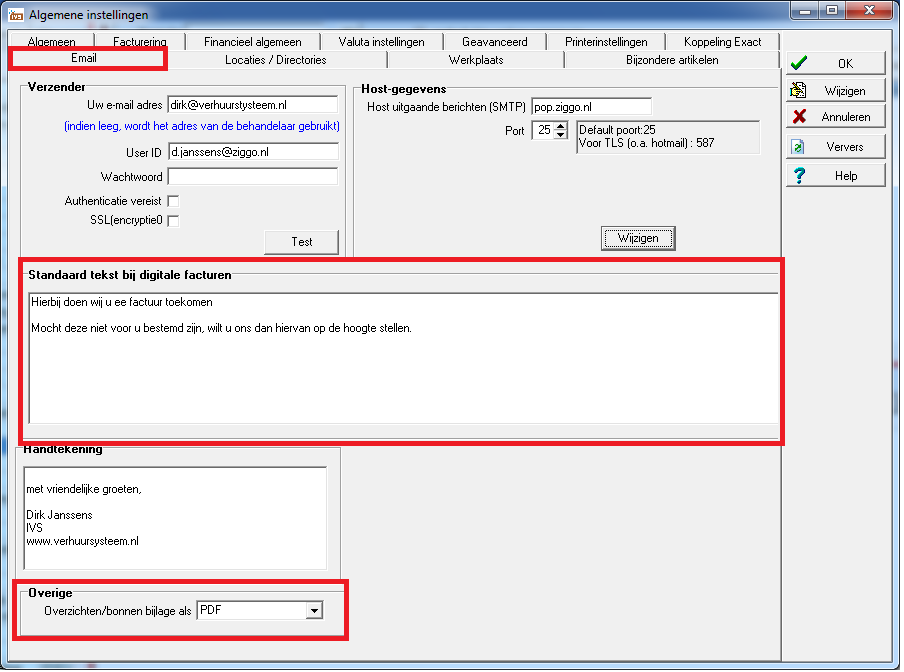 IVS Algemene instellingen
Algemeen Facturering Financieel algemeen Valuta instellingen Geavanceerd Printerinstellingen Koppeling Exact
Email Locaties / Directories Werkplaats Bijzondere artikelen
OK
Wijzigen
Annuleren
Ververs
Help
Verzender
Uw e-mail adres dirk@verhuurstysteem.nl
(indien leeg, wordt het adres van de behandelaar gebruikt)
User ID d.janssens@ziggo.nl
Wachtwoord
Authenticatie vereist
SSL(encryptie0
Test
Host-gegevens
Host uitgaande berichten (SMTP) pop.ziggo.nl
Port 25 Default poort:25
Voor TLS (o.a. hotmail) : 587
Wijzigen
Standaard tekst bij digitale facturen
Hierbij doen wij u ee factuur toekomen
Mocht deze niet voor u bestemd zijn, wilt u ons dan hiervan op de hoogte stellen.
Handtekening
met vriendelijke groeten,
Dirk Janssens
IVS
www.verhuursysteem.nl
Overige
Overzichten/bonnen bijlage als PDF